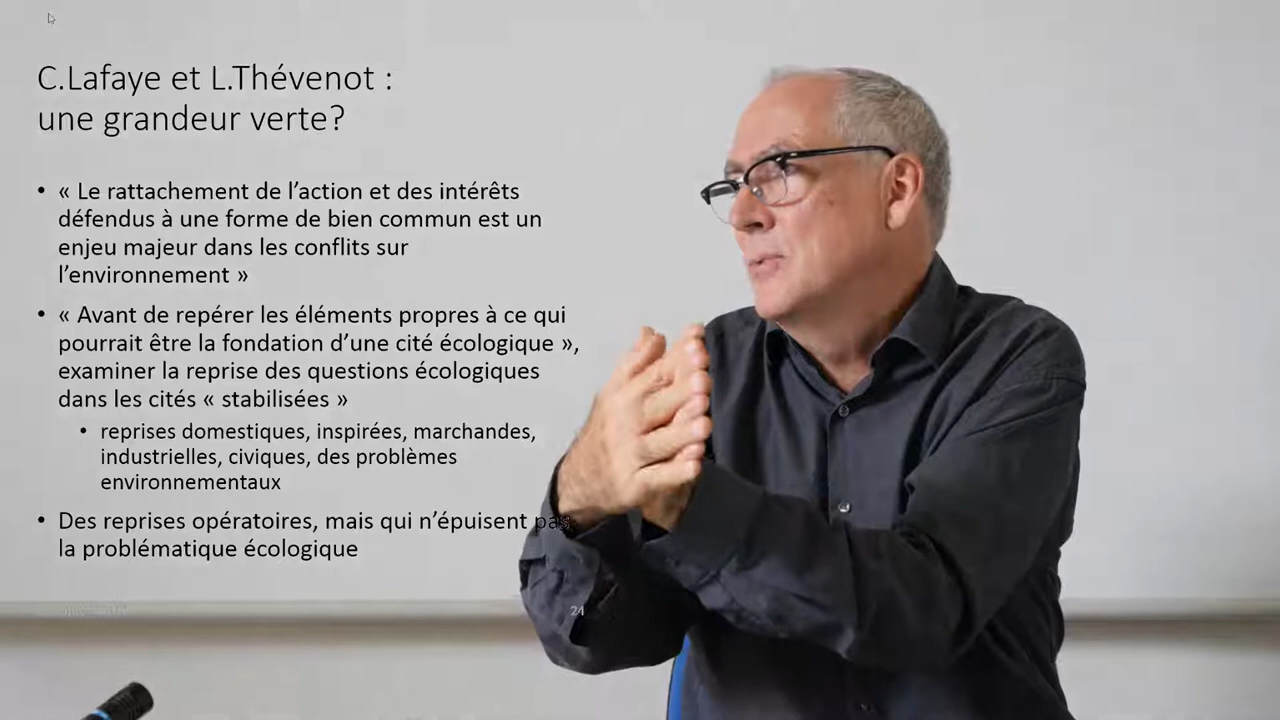 C.Lafaye et L.Thévenot :
une grandeur verte?
• « Le rattachement de l’action et des intérêts
défendus à une forme de bien commun est un
enjeu majeur dans les conflits sur
l’environnement »
• « Avant de repérer les éléments propres à ce qui
pourrait être la fondation d’une cité écologique »,
examiner la reprise des questions écologiques
dans les cités « stabilisées »
• reprises domestiques, inspirées, marchandes,
industrielles, civiques, des problèmes
environnementaux
• Des reprises opératoires, mais qui n’épuisent pas
la problématique écologique
24